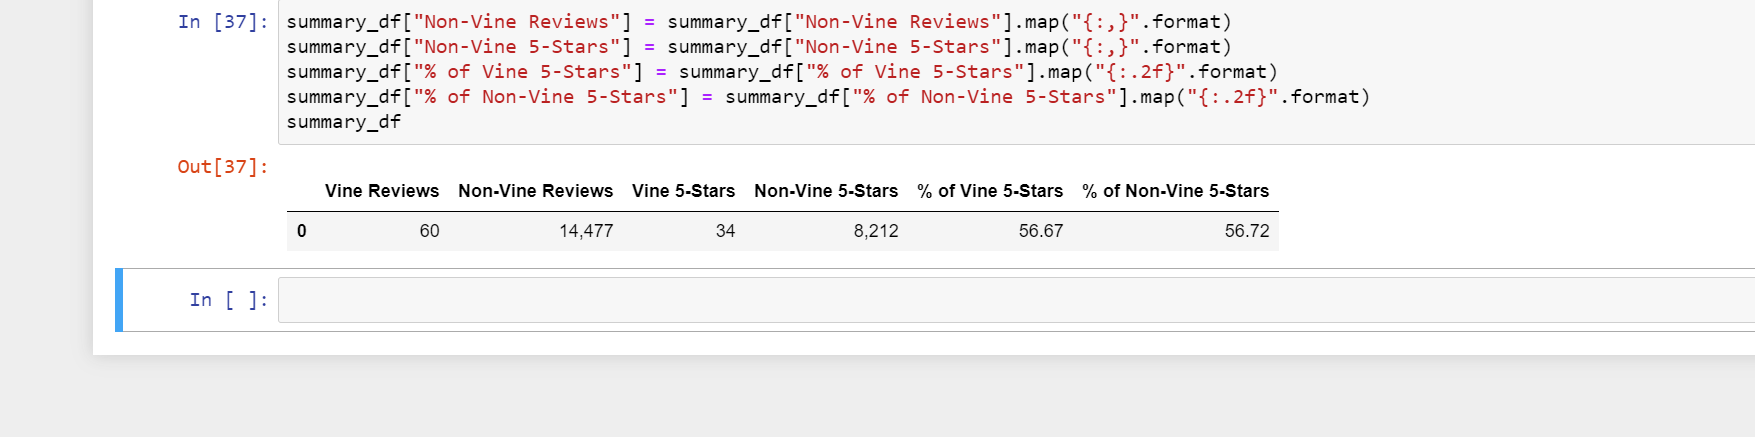 In [37]: summary_df["Non-Vine Reviews"] = summary_df["Non-Vine Reviews"].map("{:,}".format)
summary_df["Non-Vine 5-Stars"] = summary_df["Non-Vine 5-Stars"].map("{:,}".format)
summary_df["% of Vine 5-Stars"] = summary_df["% of Vine 5-Stars"].map("{:.2f}".format)
summary_df["% of Non-Vine 5-Stars"] = summary_df["% of Non-Vine 5-Stars"].map("{:.2f}".format)
summary_df
Out[37]:
Vine Reviews Non-Vine Reviews Vine 5-Stars Non-Vine 5-Stars % of Vine 5-Stars % of Non-Vine 5-Stars
0 60 14,477 34 8,212 56.67 56.72
In [ ]: